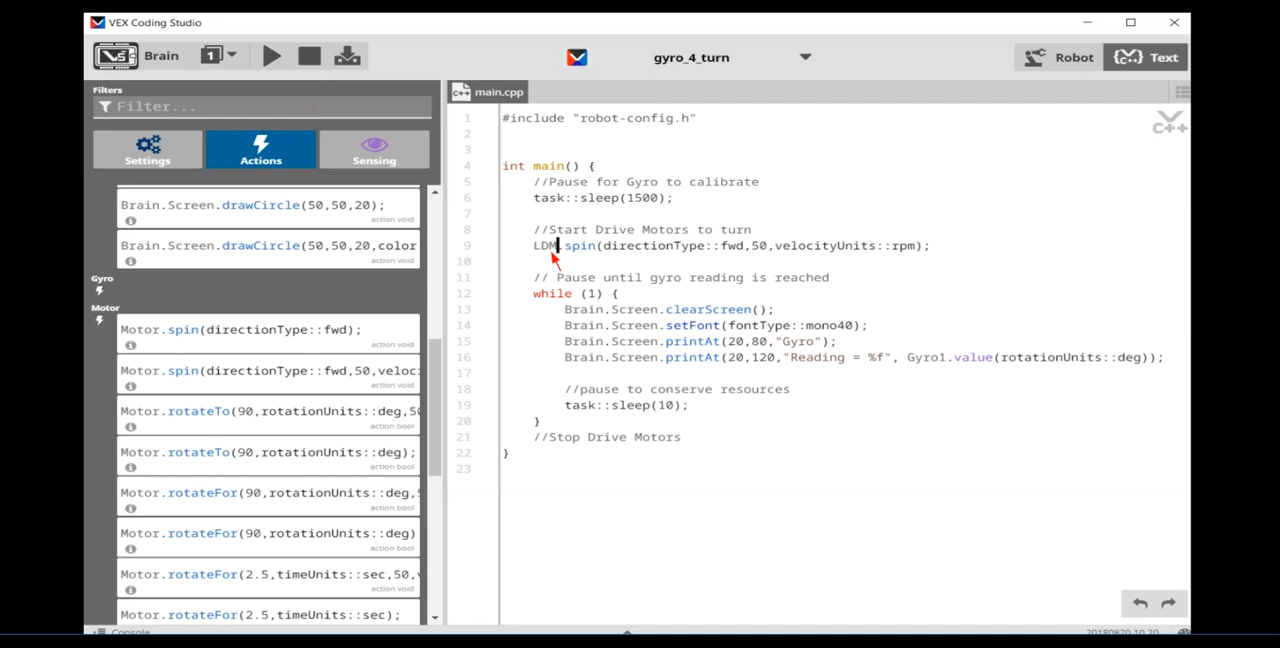 VEX Coding Studio
V5 Brain 1 gyro_4_turn Robot Text
Filters
Filter...
Settings Actions Sensing
Brain.Screen.drawCircle(50,50,20);
action void
Brain.Screen.drawCircle(50,50,20,color
action void
Gyro
Motor
Motor.spin(directionType::fwd);
action void
Motor.spin(directionType::fwd,50,veloc
action void
Motor.rotateTo(90,rotationUnits::deg,50
action bool
Motor.rotateTo(90,rotationUnits::deg);
action bool
Motor.rotateFor(90,rotationUnits::deg,
action bool
Motor.rotateFor(90,rotationUnits::deg)
action bool
Motor.rotateFor(2.5,timeUnits::sec,50,
action void
Motor.rotateFor(2.5,timeUnits::sec);
C++ main.cpp
C++
1 #include "robot-config.h"
2
3
4 int main() {
5 //Pause for Gyro to calibrate
6 task::sleep(1500);
7
8 //Start Drive Motors to turn
9 LDM.spin(directionType::fwd,50,velocityUnits::rpm);
10
11 // Pause until gyro reading is reached
12 while (1) {
13 Brain.Screen.clearScreen();
14 Brain.Screen.setFont(fontType::mono40);
15 Brain.Screen.printAt(20,80,"Gyro");
16 Brain.Screen.printAt(20,120,"Reading = %f", Gyro1.value(rotationUnits::deg));
17
18 //pause to conserve resources
19 task::sleep(10);
20 }
21 //Stop Drive Motors
22 }
23
Console 20180820.10.20